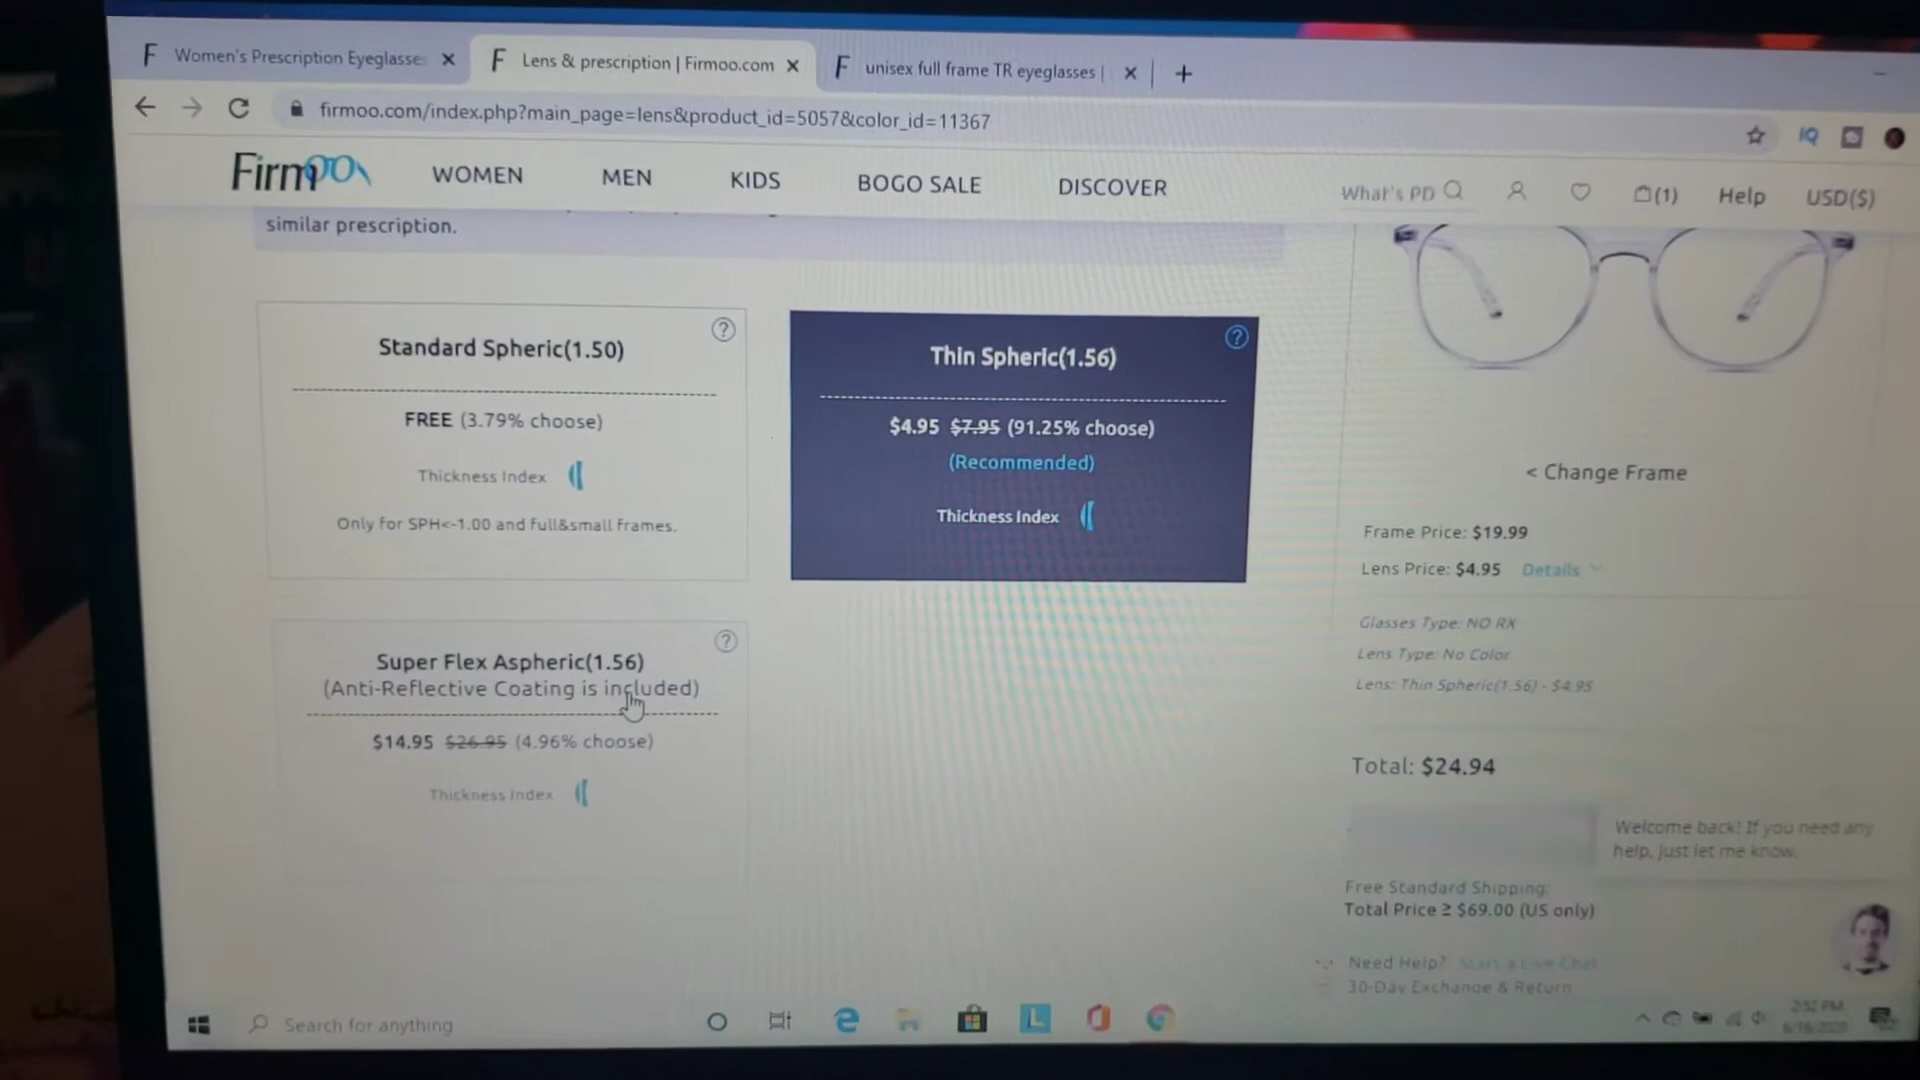 Women's Prescription Eyeglasse
Lens & prescription | Firmoo.com
unisex full frame TR eyeglasses |
firmoo.com/index.php?main_page=lens&product_id=5057&color_id=11367
Firmoo
WOMEN
MEN
KIDS
BOGO SALE
DISCOVER
What's PD
(1)
Help
USD($)
similar prescription.
Standard Spheric(1.50)
FREE (3.79% choose)
Thickness Index
Only for SPH<-1.00 and full&small frames.
Thin Spheric(1.56)
$4.95 $7.95 (91.25% choose)
(Recommended)
Thickness Index
Super Flex Aspheric(1.56)
(Anti-Reflective Coating is included)
$14.95 $26.95 (4.96% choose)
Thickness Index
< Change Frame
Frame Price: $19.99
Lens Price: $4.95 Details
Glasses Type: NO RX
Lens Type: No Color
Lens: Thin Spheric(1.56) - $4.95
Total: $24.94
Welcome back! If you need any
help, just let me know.
Free Standard Shipping:
Total Price ≥ $69.00 (US only)
Need Help? Start a Live Chat
30-Day Exchange & Return
Search for anything
2:52 PM